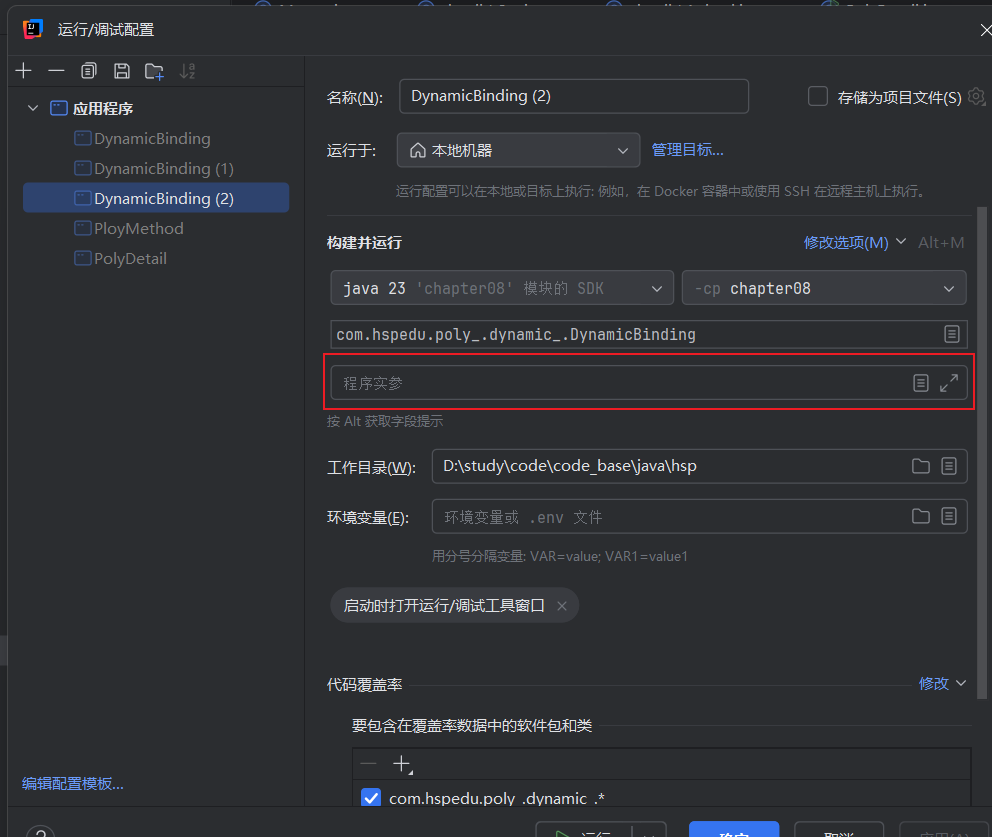 运行/调试配置
应用程序
DynamicBinding
DynamicBinding (1)
DynamicBinding (2)
PloyMethod
PolyDetail
编辑配置模板...
名称(N):
DynamicBinding (2)
存储为项目文件(S)
运行于:
本地机器
管理目标...
运行配置可以在本地或目标上执行: 例如，在 Docker 容器中或使用 SSH 在远程主机上执行。
构建并运行
修改选项(M)
Alt+M
java 23 'chapter08' 模块的 SDK
-cp chapter08
com.hspedu.poly_.dynamic_.DynamicBinding
程序实参
按 Alt 获取字段提示
工作目录(W):
D:\study\code\code_base\java\hsp
环境变量(E):
环境变量或 .env 文件
用分号分隔变量: VAR=value; VAR1=value1
启动时打开运行/调试工具窗口
代码覆盖率
修改
要包含在覆盖率数据中的软件包和类
com.hspedu.poly_.dynamic_.*
运行
确定
取消
应用(A)